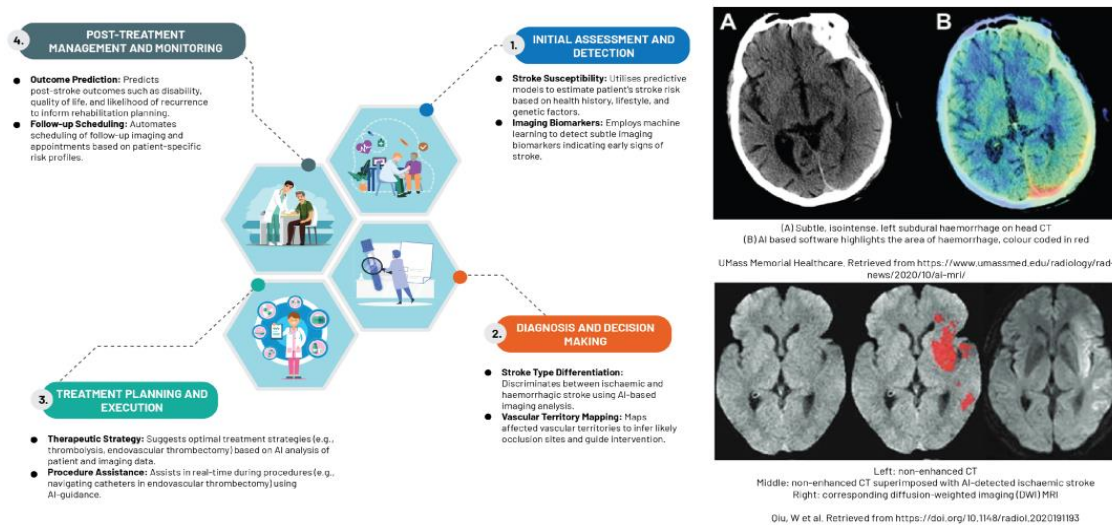 4.
POST-TREATMENT
MANAGEMENT AND MONITORING
● Outcome Prediction: Predicts
post-stroke outcomes such as disability,
quality of life, and likelihood of recurrence
to inform rehabilitation planning.
● Follow-up Scheduling: Automates
scheduling of follow-up imaging and
appointments based on patient-specific
risk profiles.
1.
INITIAL ASSESSMENT AND
DETECTION
● Stroke Susceptibility: Utilises predictive
models to estimate patient's stroke risk
based on health history, lifestyle, and
genetic factors.
● Imaging Biomarkers: Employs machine
learning to detect subtle imaging
biomarkers indicating early signs of
stroke.
2.
DIAGNOSIS AND DECISION
MAKING
● Stroke Type Differentiation:
Discriminates between ischaemic and
haemorrhagic stroke using AI-based
imaging analysis.
● Vascular Territory Mapping: Maps
affected vascular territories to infer likely
occlusion sites and guide intervention.
3.
TREATMENT PLANNING AND
EXECUTION
● Therapeutic Strategy: Suggests optimal treatment strategies (e.g.,
thrombolysis, endovascular thrombectomy) based on AI analysis of
patient and imaging data.
● Procedure Assistance: Assists in real-time during procedures (e.g.,
navigating catheters in endovascular thrombectomy) using
AI-guidance.
A
B
(A) Subtle, isointense, left subdural haemorrhage on head CT
(B) AI based software highlights the area of haemorrhage, colour coded in red
UMass Memorial Healthcare. Retrieved from https://www.umassmed.edu/radiology/rad-
news/2020/10/ai-mri/
Left: non-enhanced CT
Middle: non-enhanced CT superimposed with AI-detected ischaemic stroke
Right: corresponding diffusion-weighted imaging (DWI) MRI
Qiu, W et al. Retrieved from https://doi.org/10.1148/radiol.2020191193